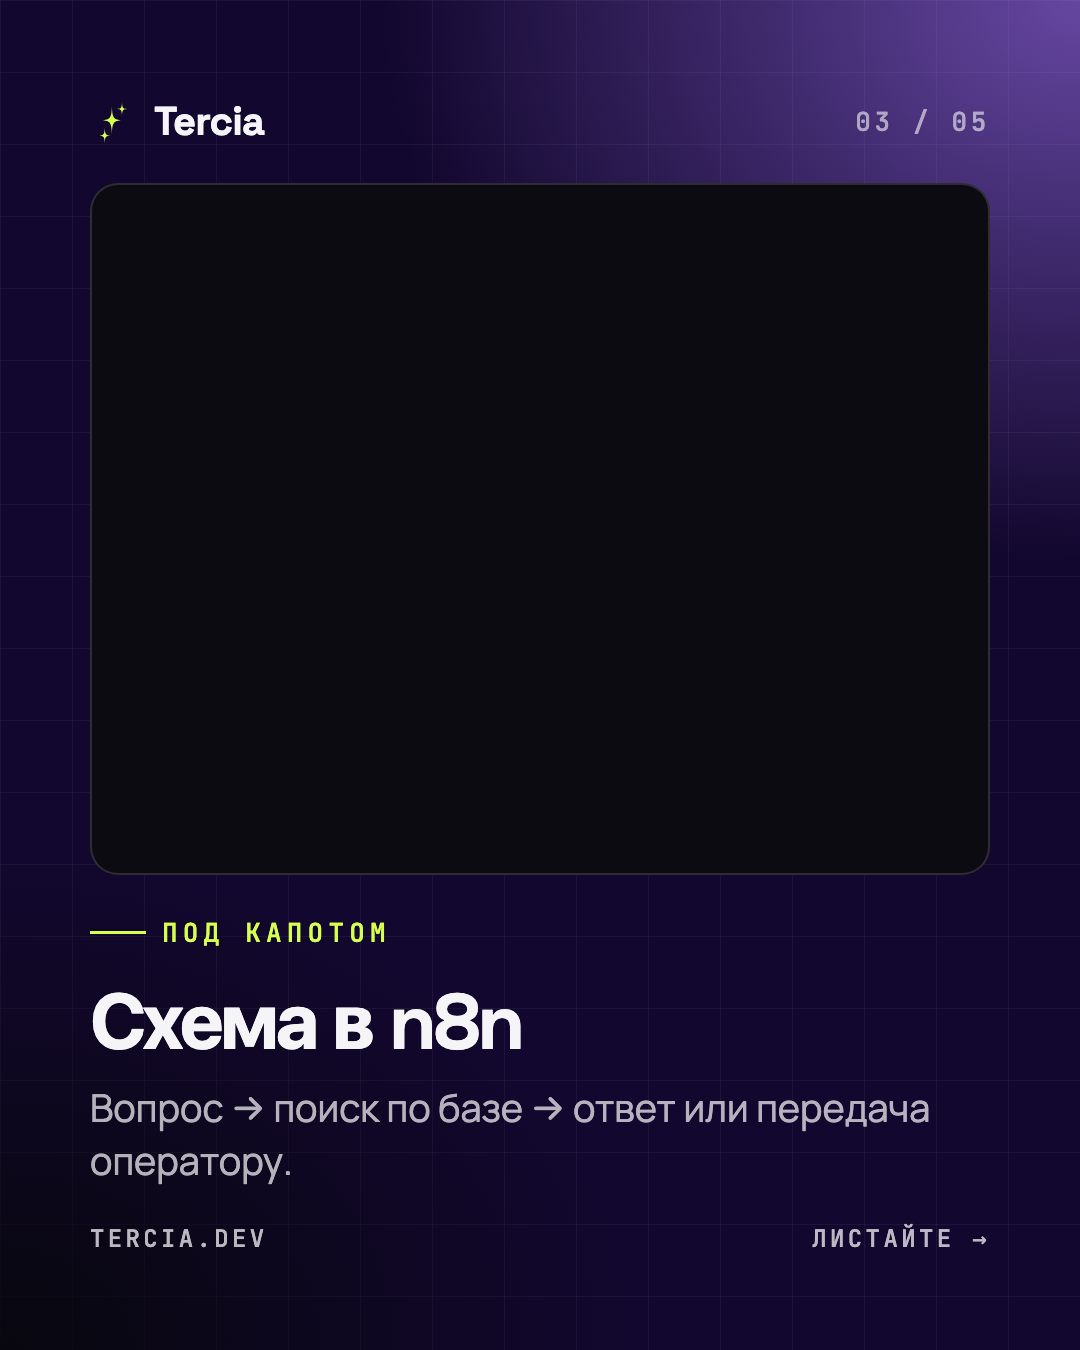 Tercia
03 / 05
ПОД КАПОТОМ
Схема в n8n
Вопрос → поиск по базе → ответ или передача
оператору.
TERCIA.DEV
ЛИСТАЙТЕ →